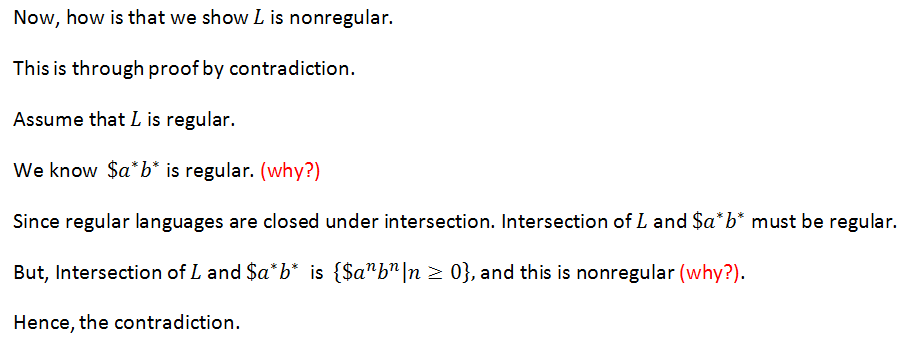 Now, how is that we show L is nonregular.
This is through proof by contradiction.
Assume that L is regular.
We know $a*b* is regular. (why?)
Since regular languages are closed under intersection. Intersection of L and $a*b* must be regular.
But, Intersection of L and $a*b* is {$aⁿbⁿ|n ≥ 0}, and this is nonregular (why?).
Hence, the contradiction.